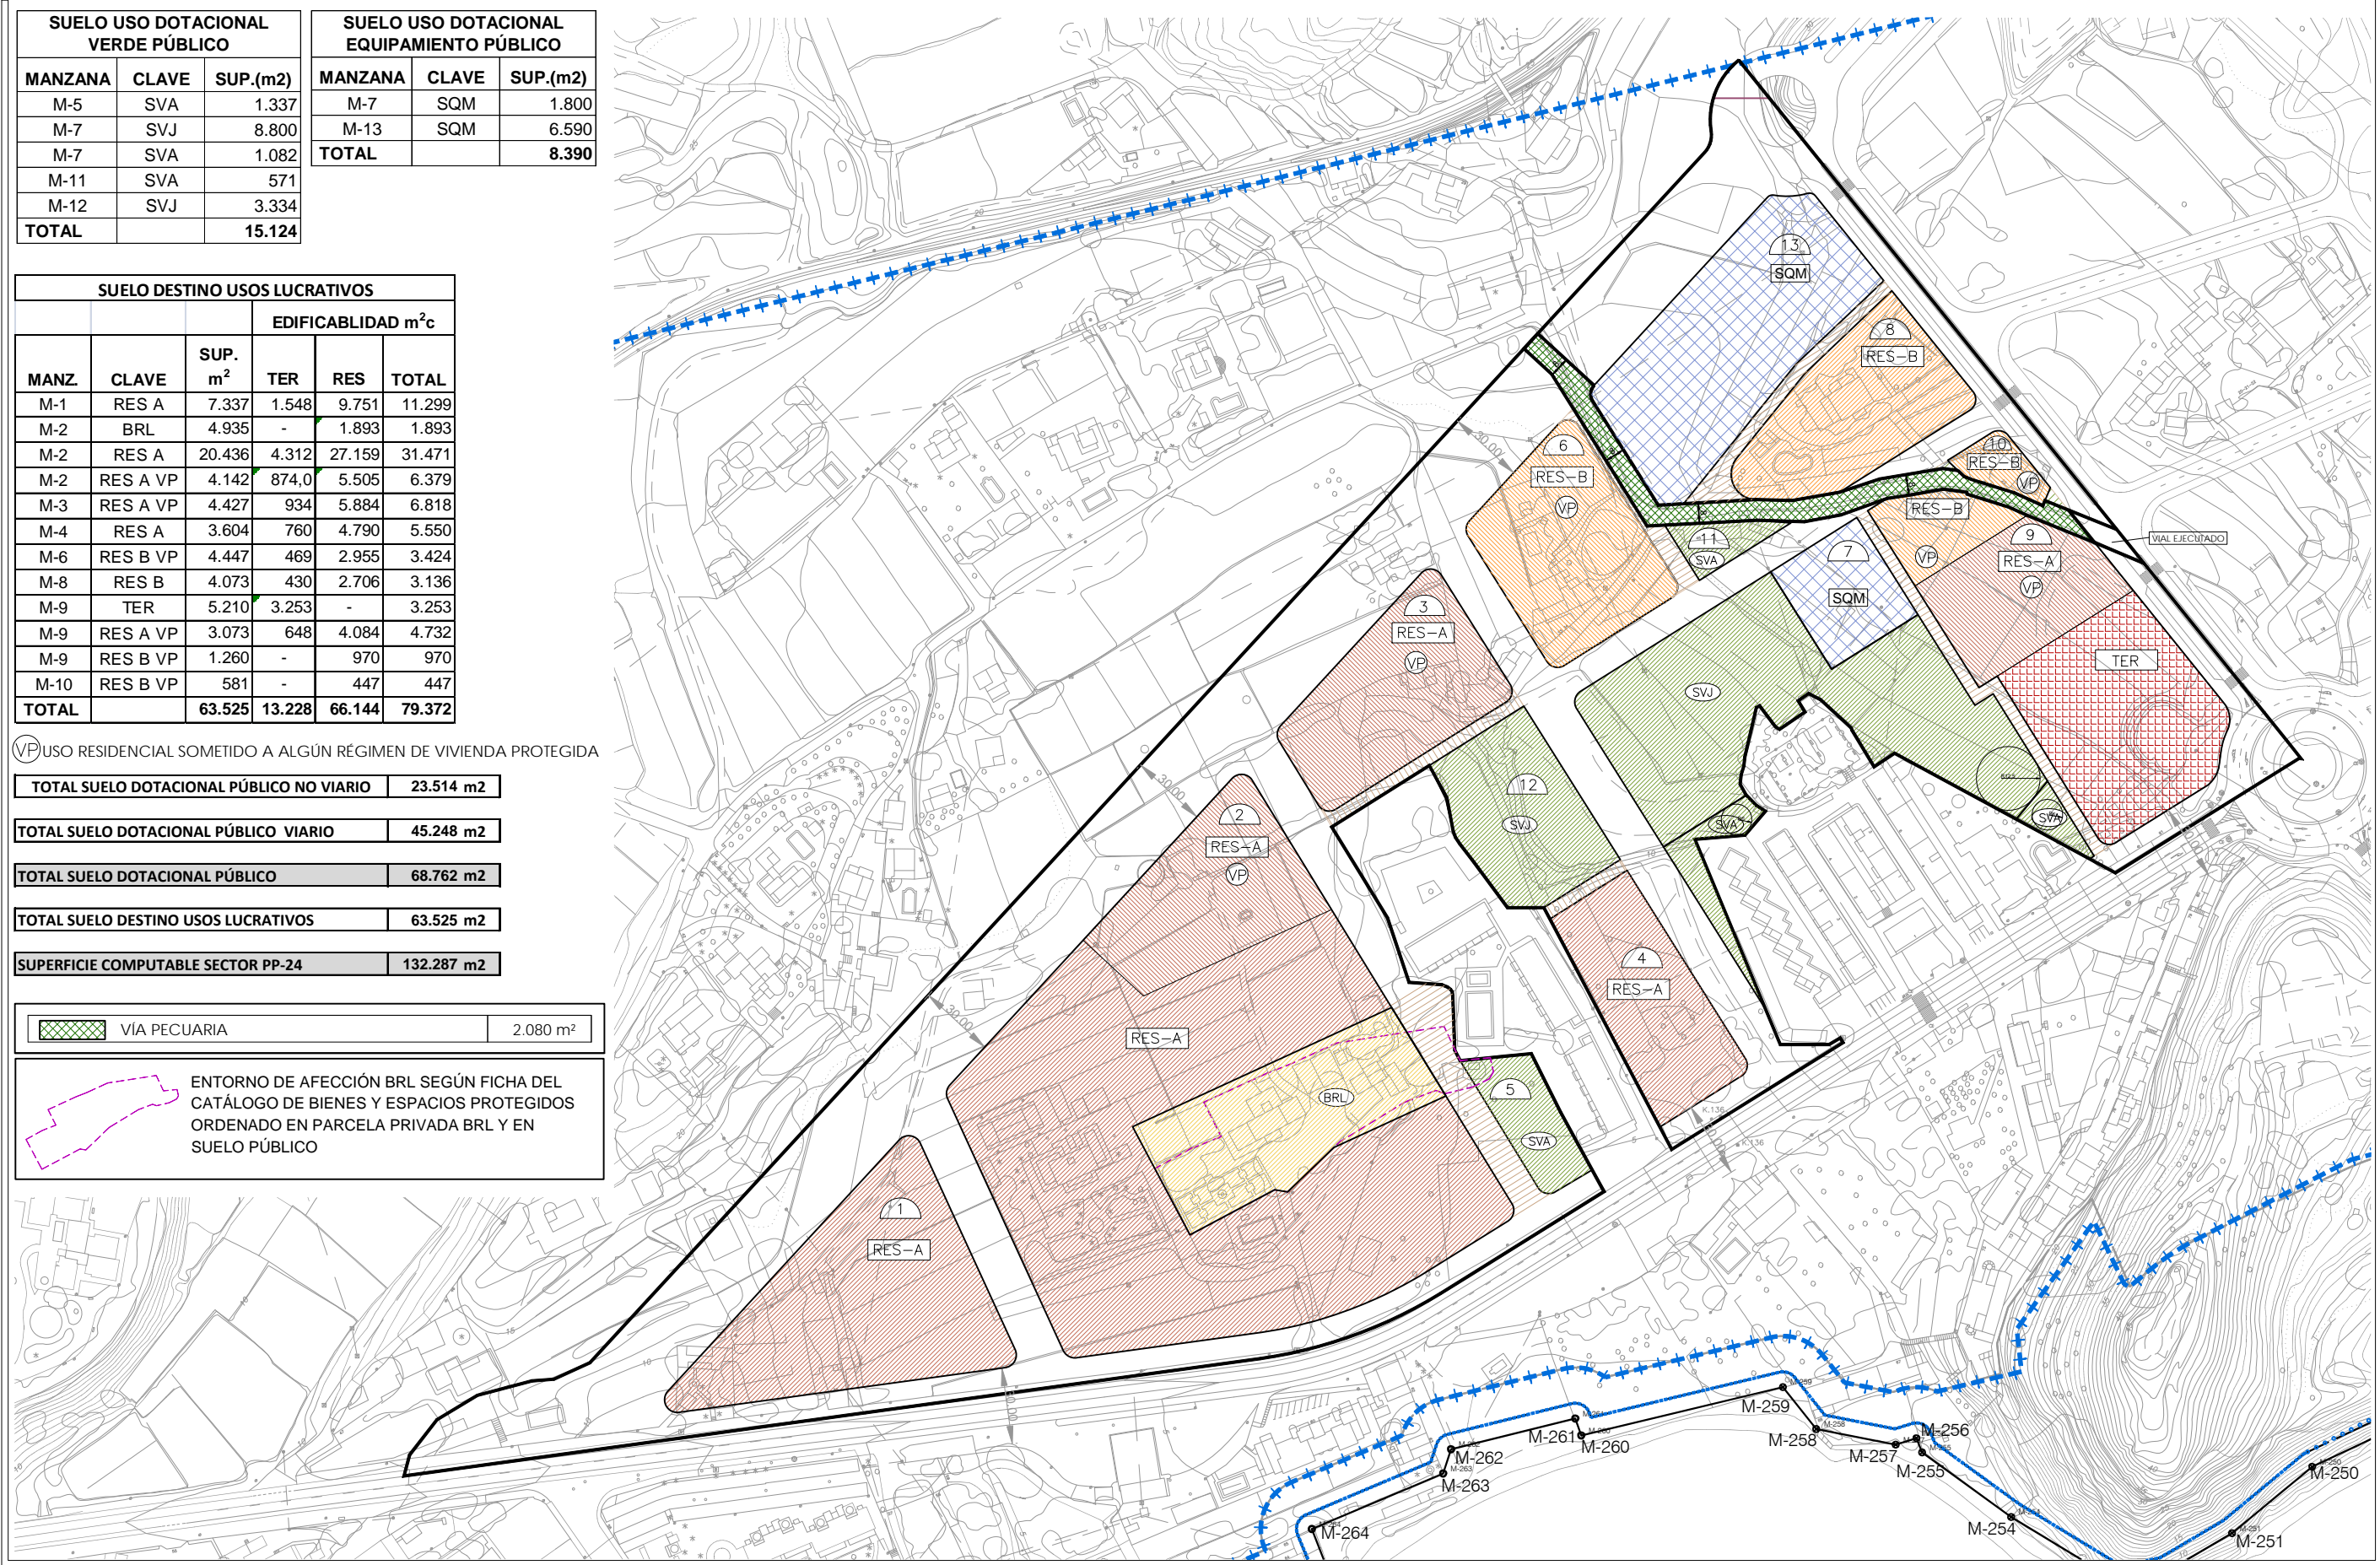 SUELO USO DOTACIONAL
VERDE PÚBLICO
MANZANA CLAVE SUP.(m2)
M-5 SVA 1.337
M-7 SVJ 8.800
M-7 SVA 1.082
M-11 SVA 571
M-12 SVJ 3.334
TOTAL 15.124
SUELO USO DOTACIONAL
EQUIPAMIENTO PÚBLICO
MANZANA CLAVE SUP.(m2)
M-7 SQM 1.800
M-13 SQM 6.590
TOTAL 8.390
SUELO DESTINO USOS LUCRATIVOS
EDIFICABLIDAD m²c
MANZ. CLAVE SUP. m² TER RES TOTAL
M-1 RES A 7.337 1.548 9.751 11.299
M-2 BRL 4.935 - 1.893 1.893
M-2 RES A 20.436 4.312 27.159 31.471
M-2 RES A VP 4.142 874,0 5.505 6.379
M-3 RES A VP 4.427 934 5.884 6.818
M-4 RES A 3.604 760 4.790 5.550
M-6 RES B VP 4.447 469 2.955 3.424
M-8 RES B 4.073 430 2.706 3.136
M-9 TER 5.210 3.253 - 3.253
M-9 RES A VP 3.073 648 4.084 4.732
M-9 RES B VP 1.260 - 970 970
M-10 RES B VP 581 - 447 447
TOTAL 63.525 13.228 66.144 79.372
VP USO RESIDENCIAL SOMETIDO A ALGÚN RÉGIMEN DE VIVIENDA PROTEGIDA
TOTAL SUELO DOTACIONAL PÚBLICO NO VIARIO 23.514 m2
TOTAL SUELO DOTACIONAL PÚBLICO VIARIO 45.248 m2
TOTAL SUELO DOTACIONAL PÚBLICO 68.762 m2
TOTAL SUELO DESTINO USOS LUCRATIVOS 63.525 m2
SUPERFICIE COMPUTABLE SECTOR PP-24 132.287 m2
VÍA PECUARIA 2.080 m²
ENTORNO DE AFECCIÓN BRL SEGÚN FICHA DEL
CATÁLOGO DE BIENES Y ESPACIOS PROTEGIDOS
ORDENADO EN PARCELA PRIVADA BRL Y EN
SUELO PÚBLICO
13
SQM
8
RES-B
10
RES-B
VP
6
RES-B
VP
30.00
RES-B
VP
11
SVA
7
SQM
9
RES-A
VP
VIAL EJECUTADO
3
RES-A
VP
TER
SVJ
12
SVJ
SVA
SVA
30.00
2
RES-A
VP
4
RES-A
30.00
RES-A
BRL
5
SVA
K.136
K.136
1
RES-A
M-259
M-258
M-257
M-256
M-255
M-254
M-251
M-250
M-261
M-260
M-262
M-263
M-264